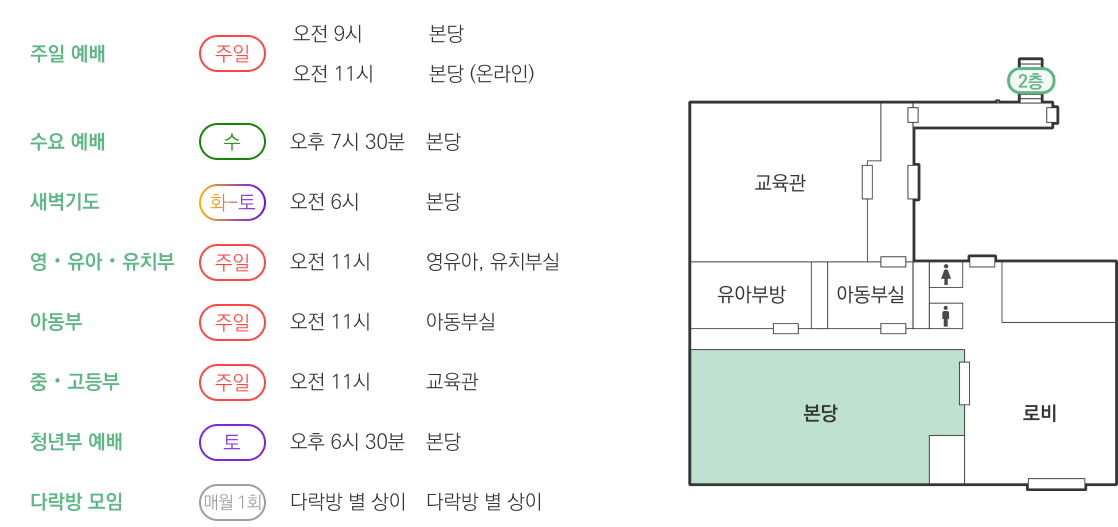 주일 예배 주일 오전 9시 본당
오전 11시 본당 (온라인)
수요 예배 수 오후 7시 30분 본당
새벽기도 화-토 오전 6시 본당
영・유아・유치부 주일 오전 11시 영유아, 유치부실
아동부 주일 오전 11시 아동부실
중・고등부 주일 오전 11시 교육관
청년부 예배 토 오후 6시 30분 본당
다락방 모임 매월 1회 다락방 별 상이 다락방 별 상이
2층
교육관
유아부방
아동부실
본당
로비